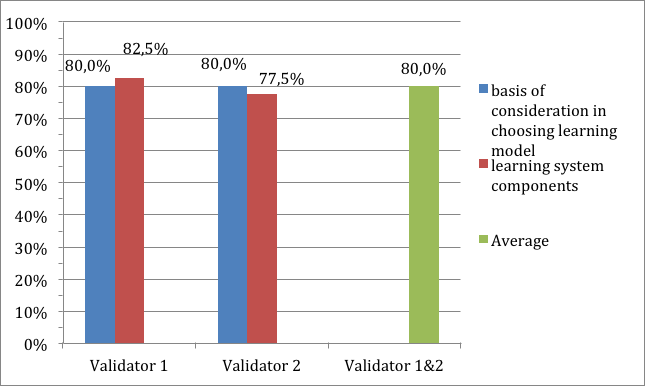 100%
90%
80%
70%
60%
50%
40%
30%
20%
10%
0%
80,0%
82,5%
80,0%
77,5%
80,0%
Validator 1
Validator 2
Validator 1&2
basis of
consideration in
choosing learning
model
learning system
components
Average